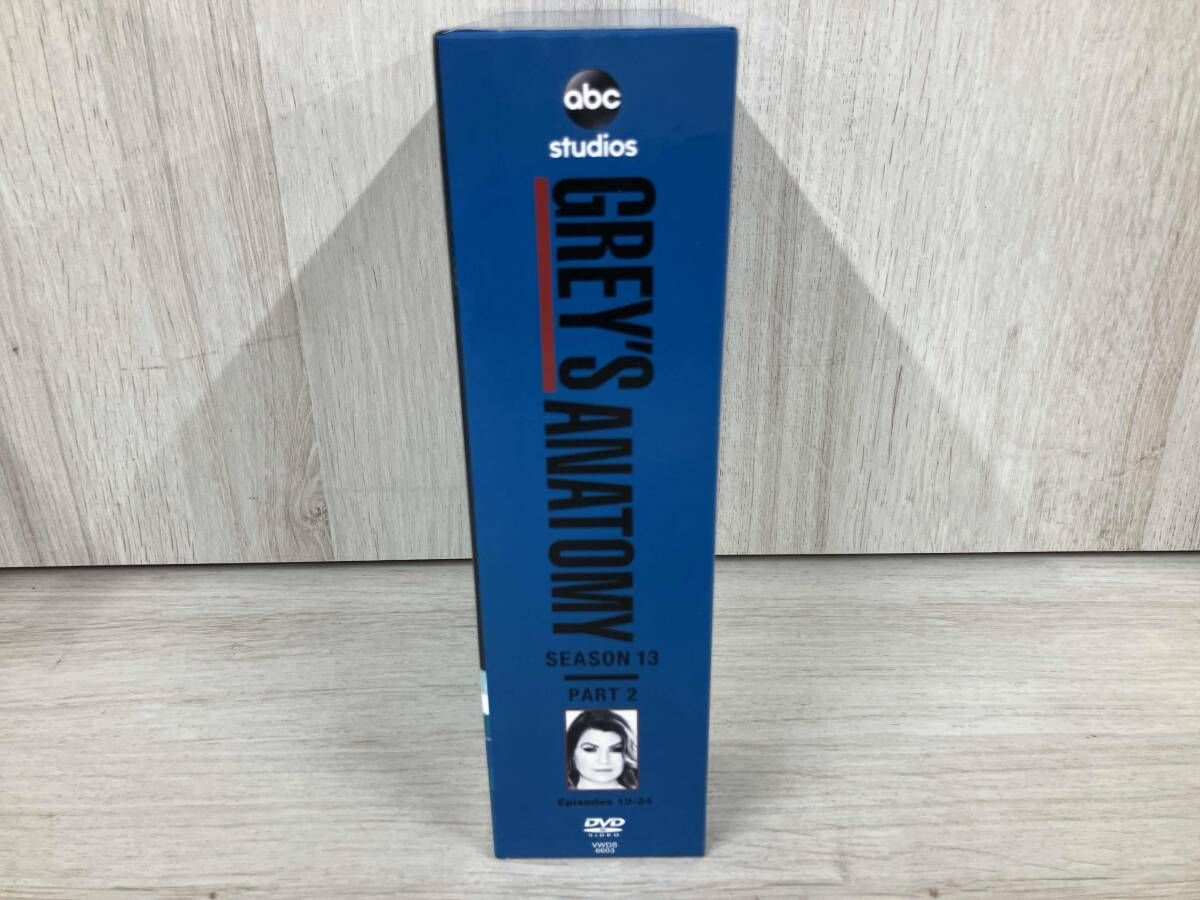 abc
studios
GREY'S
ANATOMY
SEASON 13
PART 2
Episodes 13-24
DVD
VIDEO
VWDS
6603